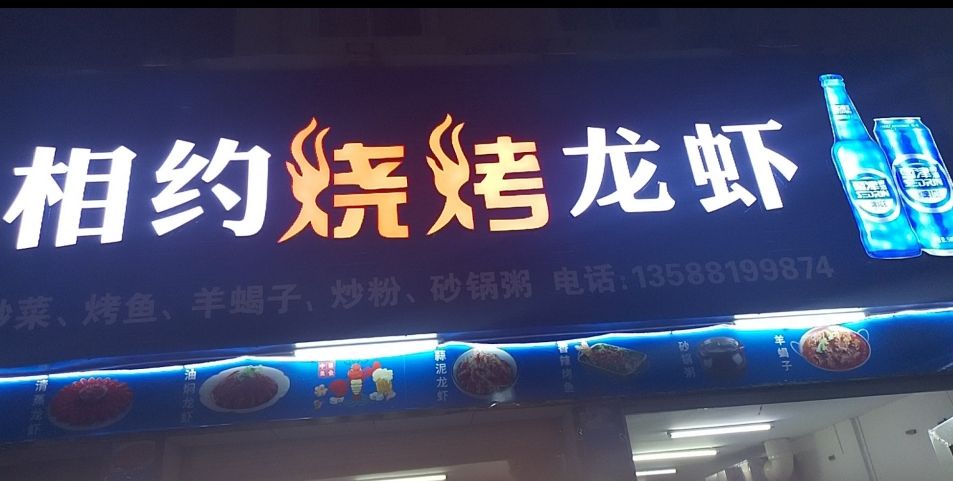 相约烧烤龙虾
炒菜、烤鱼、羊蝎子、炒粉、砂锅粥 电话:13588199874
清蒸龙虾
油焖龙虾
蒜泥龙虾
香辣烤鱼
砂锅粥
羊蝎子